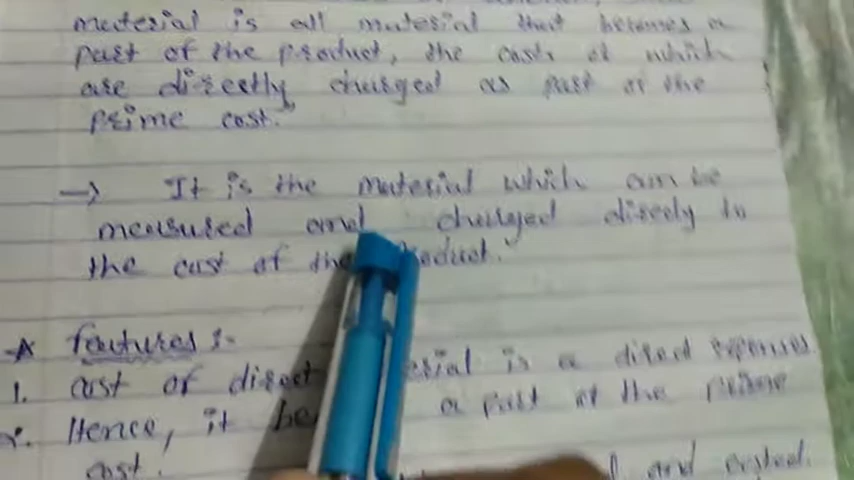 material is all material that becomes a
part of the product, the costs of which
are directly charged as part of the
prime cost."
→ It is the material which can be
measured and charged direcly to
the cost of the product."
features :-
1. cost of direct material is a direct expenses
2. Hence, it be a part of the prime
cost.
and